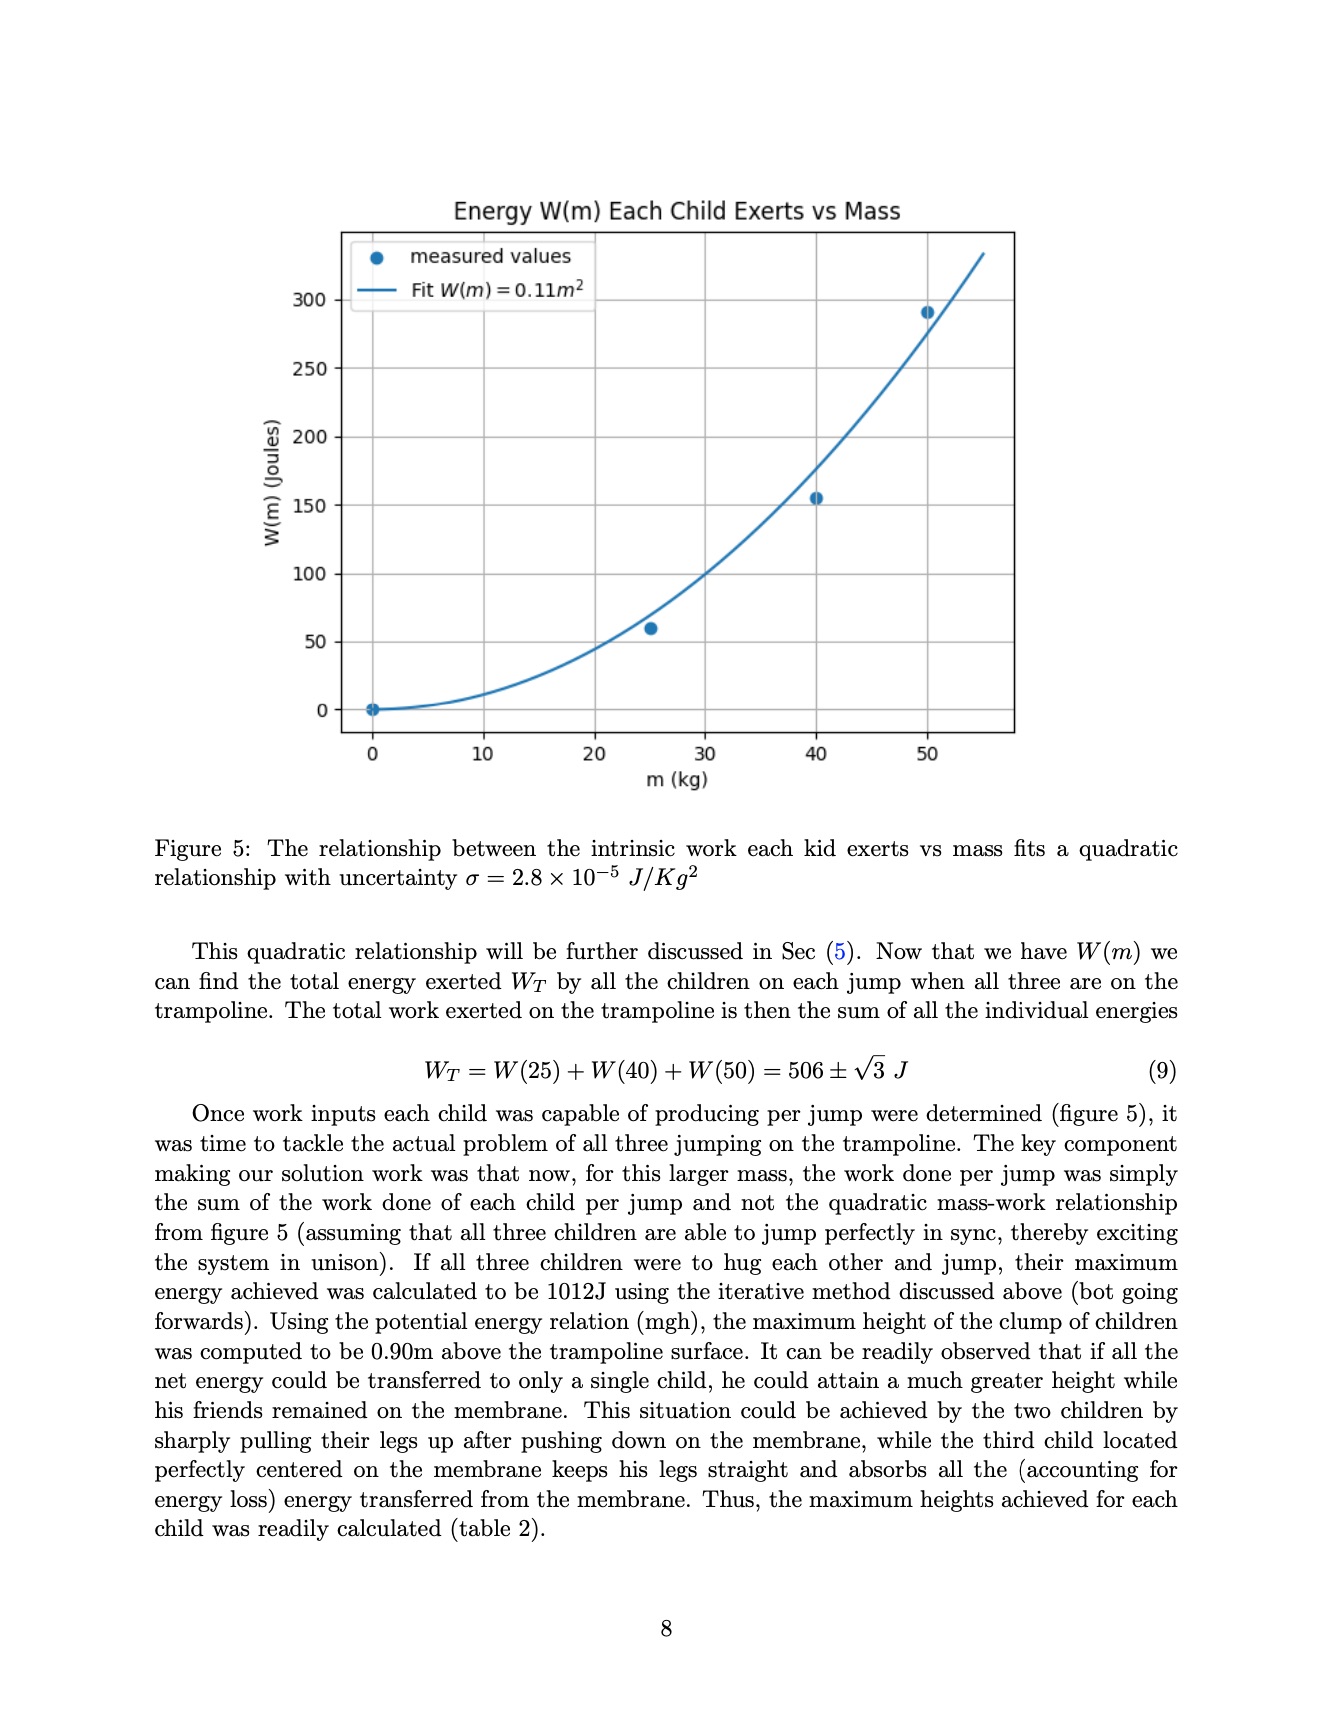 Energy W(m) Each Child Exerts vs Mass
measured values
Fit W(m) = 0.11m²
300
250
200
150
100
50
0
W(m) (Joules)
0 10 20 30 40 50
m (kg)
Figure 5: The relationship between the intrinsic work each kid exerts vs mass fits a quadratic
relationship with uncertainty σ = 2.8 × 10⁻⁵ J/Kg²
This quadratic relationship will be further discussed in Sec (5). Now that we have W(m) we
can find the total energy exerted W_T by all the children on each jump when all three are on the
trampoline. The total work exerted on the trampoline is then the sum of all the individual energies
W_T = W(25) + W(40) + W(50) = 506 ± √3 J (9)
Once work inputs each child was capable of producing per jump were determined (figure 5), it
was time to tackle the actual problem of all three jumping on the trampoline. The key component
making our solution work was that now, for this larger mass, the work done per jump was simply
the sum of the work done of each child per jump and not the quadratic mass-work relationship
from figure 5 (assuming that all three children are able to jump perfectly in sync, thereby exciting
the system in unison). If all three children were to hug each other and jump, their maximum
energy achieved was calculated to be 1012J using the iterative method discussed above (bot going
forwards). Using the potential energy relation (mgh), the maximum height of the clump of children
was computed to be 0.90m above the trampoline surface. It can be readily observed that if all the
net energy could be transferred to only a single child, he could attain a much greater height while
his friends remained on the membrane. This situation could be achieved by the two children by
sharply pulling their legs up after pushing down on the membrane, while the third child located
perfectly centered on the membrane keeps his legs straight and absorbs all the (accounting for
energy loss) energy transferred from the membrane. Thus, the maximum heights achieved for each
child was readily calculated (table 2).
8